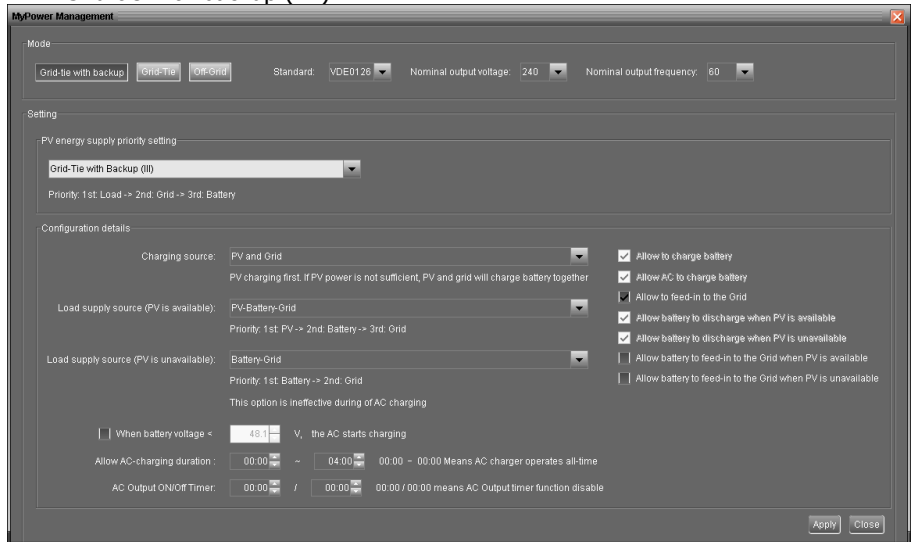 MyPower Management
Mode
Grid-tie with backup Grid-Tie Off-Grid Standard: VDE0126 Nominal output voltage: 240 Nominal output frequency: 60
Setting
PV energy supply priority setting
Grid-Tie with Backup (III)
Priority: 1st: Load -> 2nd: Grid -> 3rd: Battery
Configuration details
Charging source: PV and Grid
PV charging first. If PV power is not sufficient, PV and grid will charge battery together
Load supply source (PV is available): PV-Battery-Grid
Priority: 1st: PV -> 2nd: Battery -> 3rd: Grid
Load supply source (PV is unavailable): Battery-Grid
Priority: 1st: Battery -> 2nd: Grid
This option is ineffective during of AC charging
Allow to charge battery
Allow AC to charge battery
Allow to feed-in to the Grid
Allow battery to discharge when PV is available
Allow battery to discharge when PV is unavailable
Allow battery to feed-in to the Grid when PV is available
Allow battery to feed-in to the Grid when PV is unavailable
When battery voltage < 48.1 V, the AC starts charging
Allow AC-charging duration : 00:00 ~ 04:00 00:00 ~ 00:00 Means AC charger operates all-time
AC Output ON/Off Timer: 00:00 / 00:00 00:00 / 00:00 means AC Output timer function disable
Apply Close